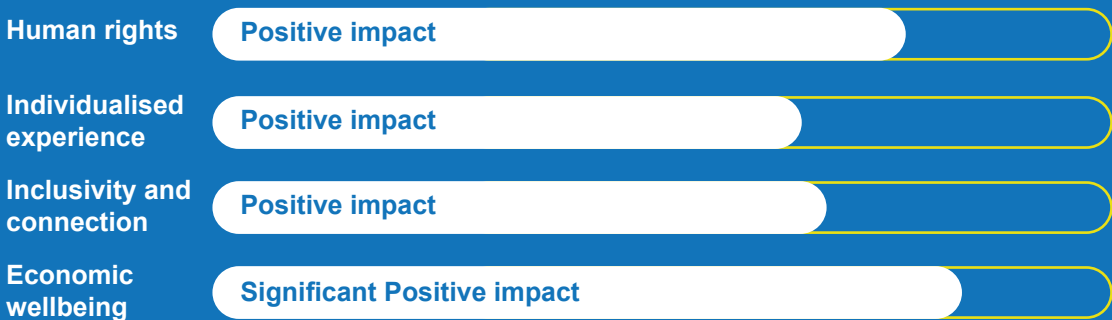 Human rights
Positive impact
Individualised
experience
Positive impact
Inclusivity and
connection
Positive impact
Economic
wellbeing
Significant Positive impact